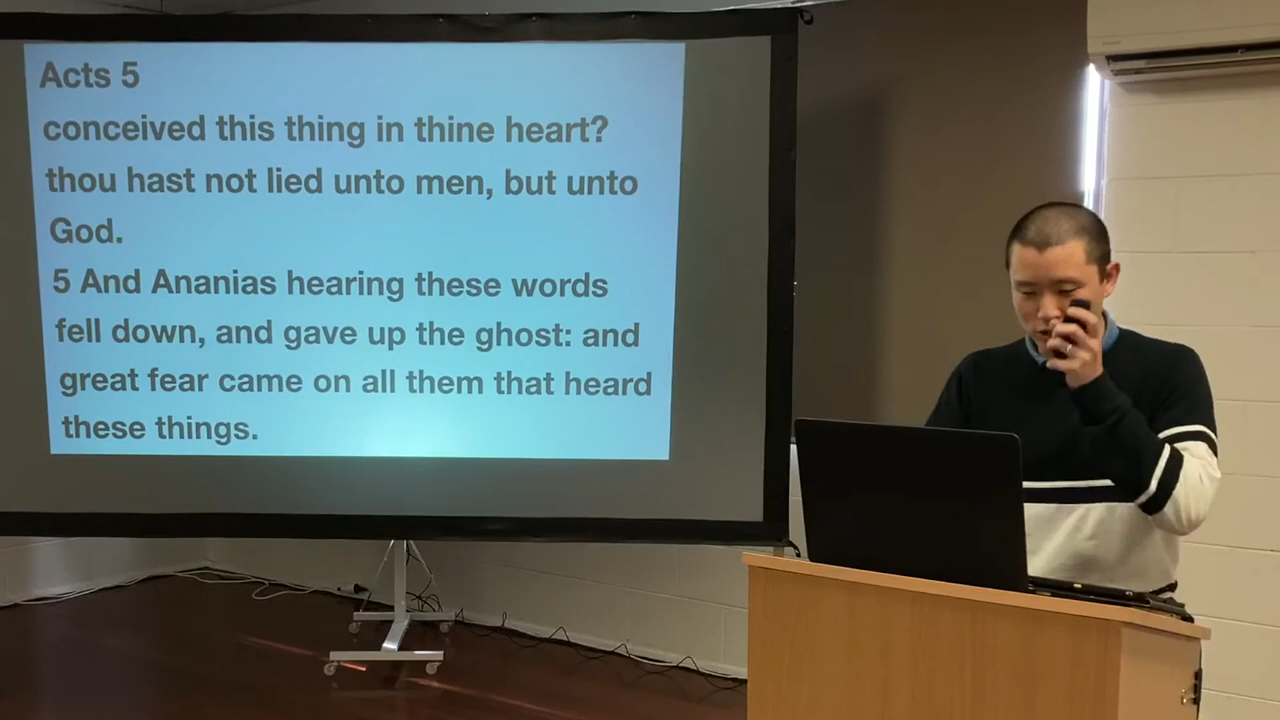 Acts 5
conceived this thing in thine heart?
thou hast not lied unto men, but unto
God.
5 And Ananias hearing these words
fell down, and gave up the ghost: and
great fear came on all them that heard
these things.